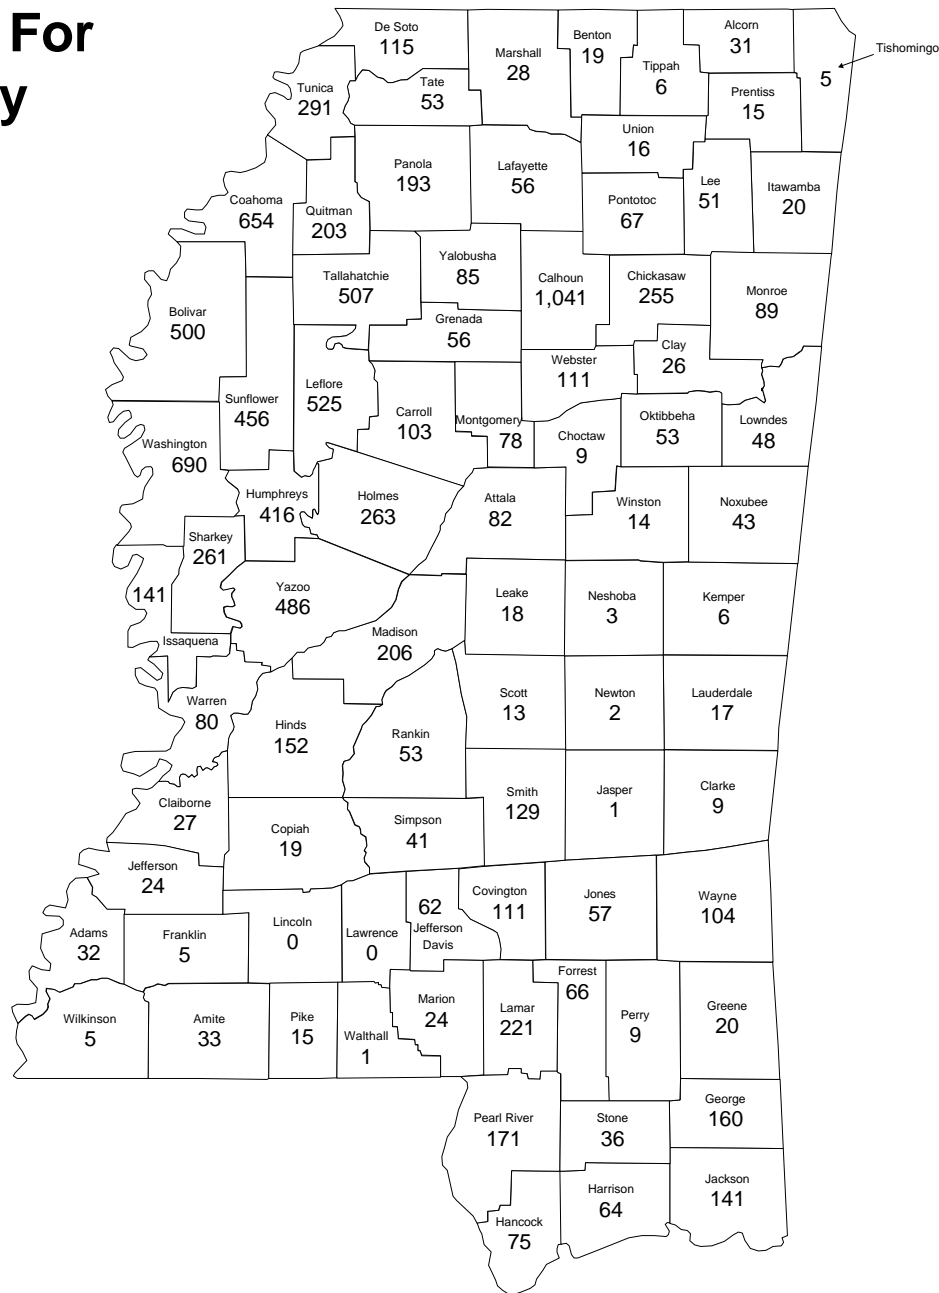 For
y
De Soto
115
Marshall
28
Benton
19
Tippah
6
Alcorn
31
Tishomingo
5
Tunica
291
Tate
53
Prentiss
15
Union
16
Panola
193
Lafayette
56
Coahoma
654
Quitman
203
Pontotoc
67
Lee
51
Itawamba
20
Tallahatchie
507
Yalobusha
85
Calhoun
1,041
Chickasaw
255
Monroe
89
Bolivar
500
Grenada
56
Webster
111
Clay
26
Sunflower
456
Leflore
525
Carroll
103
Montgomery
78
Choctaw
9
Oktibbeha
53
Lowndes
48
Washington
690
Humphreys
416
Holmes
263
Attala
82
Winston
14
Noxubee
43
Sharkey
261
141
Issaquena
Yazoo
486
Madison
206
Leake
18
Neshoba
3
Kemper
6
Warren
80
Hinds
152
Rankin
53
Scott
13
Newton
2
Lauderdale
17
Claiborne
27
Copiah
19
Simpson
41
Smith
129
Jasper
1
Clarke
9
Jefferson
24
Adams
32
Franklin
5
Lincoln
0
Lawrence
0
62
Jefferson
Davis
Covington
111
Jones
57
Wayne
104
Wilkinson
5
Amite
33
Pike
15
Walthall
1
Marion
24
Lamar
221
Forrest
66
Perry
9
Greene
20
Pearl River
171
Stone
36
George
160
Hancock
75
Harrison
64
Jackson
141